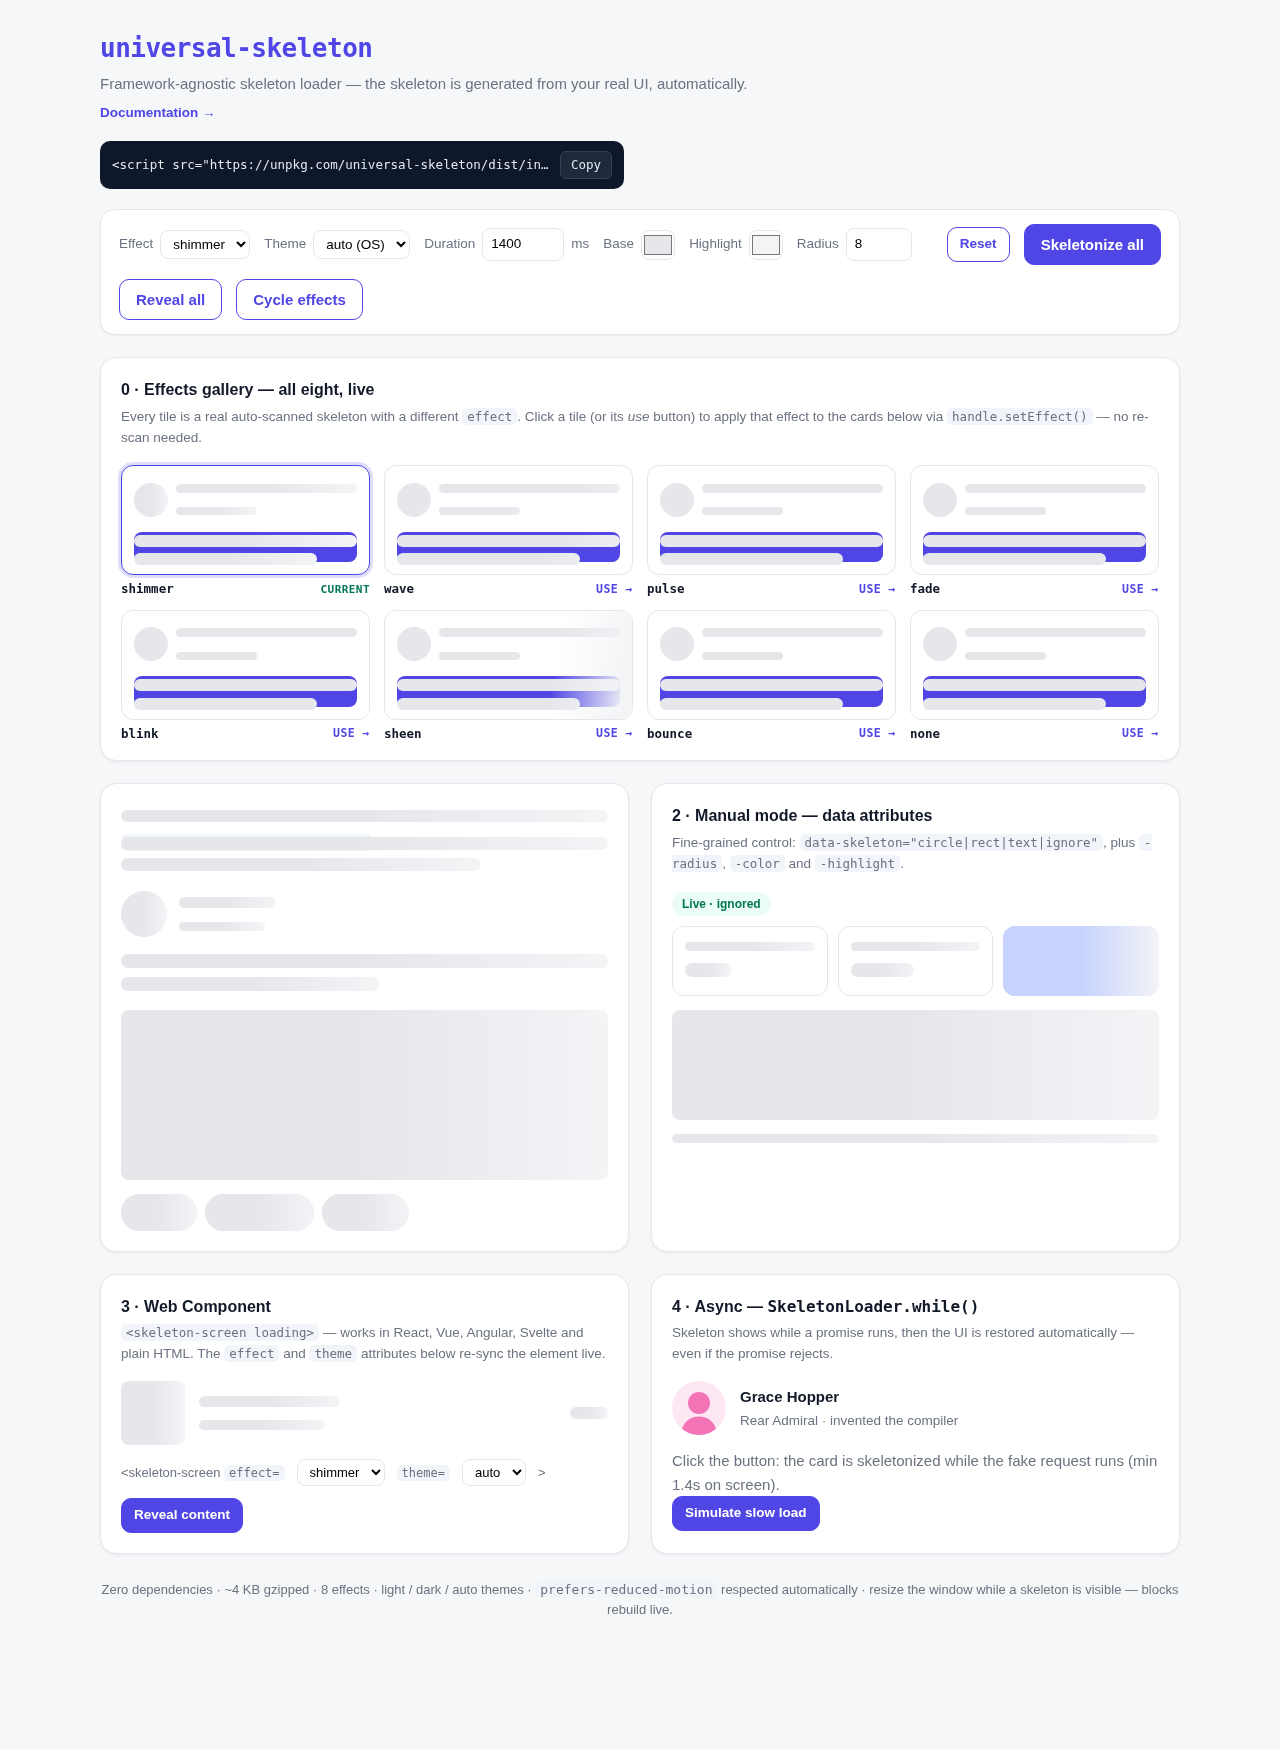 universal-skeleton
Framework-agnostic skeleton loader — the skeleton is generated from your real UI, automatically.
Documentation →
<script src="https://unpkg.com/universal-skeleton/dist/in… Copy
Effect shimmer Theme auto (OS) Duration 1400 ms Base Highlight Radius 8 Reset Skeletonize all
Reveal all Cycle effects
0 · Effects gallery — all eight, live
Every tile is a real auto-scanned skeleton with a different effect. Click a tile (or its use button) to apply that effect to the cards below via handle.setEffect() — no re-
scan needed.
shimmer CURRENT wave USE → pulse USE → fade USE →
blink USE → sheen USE → bounce USE → none USE →
2 · Manual mode — data attributes
Fine-grained control: data-skeleton="circle|rect|text|ignore", plus -
radius, -color and -highlight.
Live · ignored
3 · Web Component
<skeleton-screen loading> — works in React, Vue, Angular, Svelte and
plain HTML. The effect and theme attributes below re-sync the element live.
<skeleton-screen effect= shimmer theme= auto >
Reveal content
4 · Async — SkeletonLoader.while()
Skeleton shows while a promise runs, then the UI is restored automatically —
even if the promise rejects.
Grace Hopper
Rear Admiral · invented the compiler
Click the button: the card is skeletonized while the fake request runs (min
1.4s on screen).
Simulate slow load
Zero dependencies · ~4 KB gzipped · 8 effects · light / dark / auto themes · prefers-reduced-motion respected automatically · resize the window while a skeleton is visible — blocks
rebuild live.